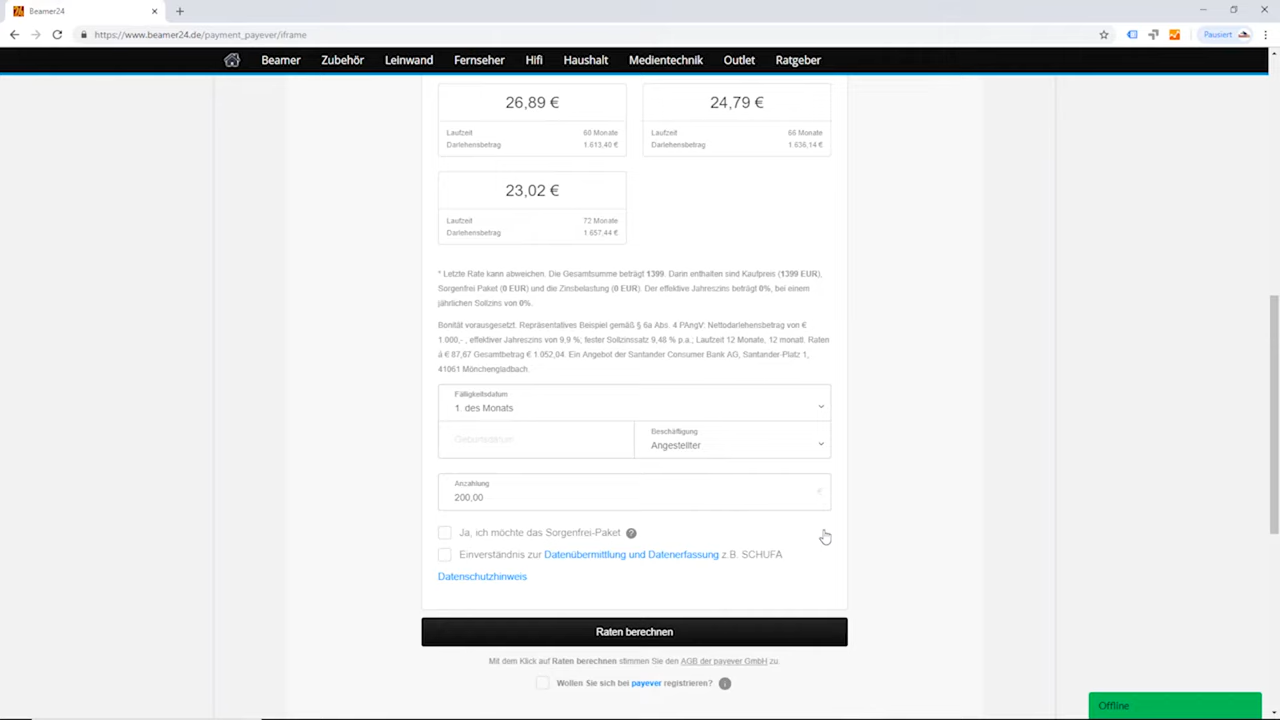 Beamer24
https://www.beamer24.de/payment_payever/iframe
Pausiert
Beamer Zubehör Leinwand Fernseher Hifi Haushalt Medientechnik Outlet Ratgeber
26,89 € 24,79 €
Laufzeit 60 Monate Laufzeit 66 Monate
Darlehensbetrag 1.613,40 € Darlehensbetrag 1.636,14 €
23,02 €
Laufzeit 72 Monate
Darlehensbetrag 1.657,44 €
* Letzte Rate kann abweichen. Die Gesamtsumme beträgt 1399. Darin enthalten sind Kaufpreis (1399 EUR),
Sorgenfrei Paket (0 EUR) und die Zinsbelastung (0 EUR). Der effektive Jahreszins beträgt 0%, bei einem
jährlichen Sollzins von 0%.
Bonität vorausgesetzt. Repräsentatives Beispiel gemäß § 6a Abs. 4 PAngV: Nettodarlehensbetrag von €
1.000,- , effektiver Jahreszins von 9,9 %, fester Sollzinssatz 9,48 % p.a., Laufzeit 12 Monate, 12 monatl. Raten
á € 87,67 Gesamtbetrag € 1.052,04. Ein Angebot der Santander Consumer Bank AG, Santander-Platz 1,
41061 Mönchengladbach.
Fälligkeitsdatum
1. des Monats
Geburtsdatum
Beschäftigung
Angestellter
Anzahlung
200,00 €
Ja, ich möchte das Sorgenfrei-Paket ?
Einverständnis zur Datenübermittlung und Datenerfassung z.B. SCHUFA
Datenschutzhinweis
Raten berechnen
Mit dem Klick auf Raten berechnen stimmen Sie den AGB der payever GmbH zu.
Wollen Sie sich bei payever registrieren? i
Offline